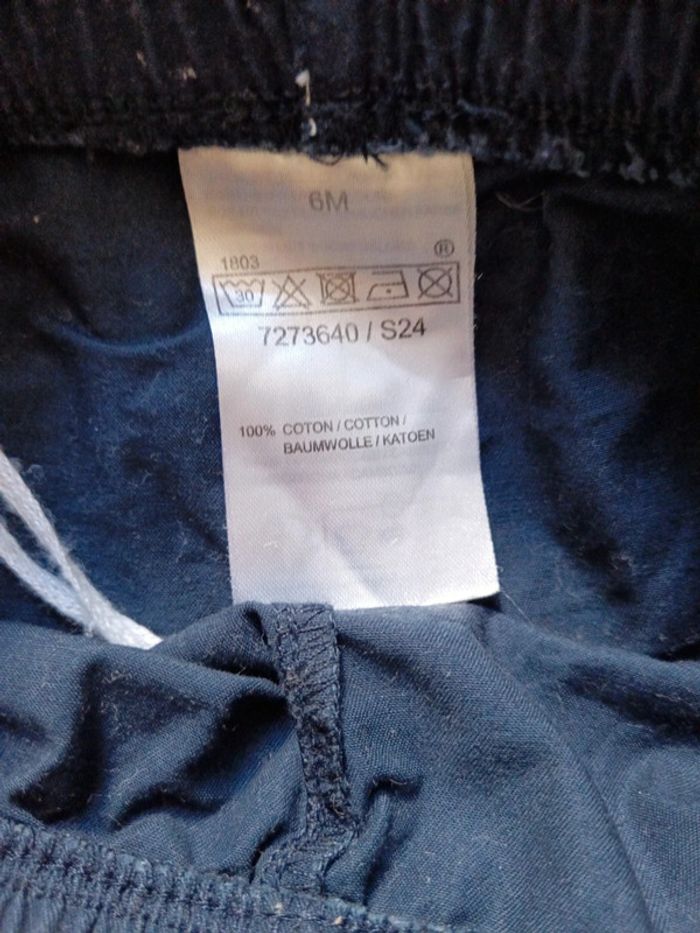 6M
1803 ®
30
7273640 / S24
100% COTON / COTTON /
BAUMWOLLE / KATOEN